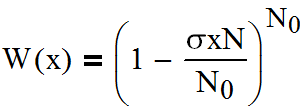 W(x) = (1 - σxN/N₀)^N₀